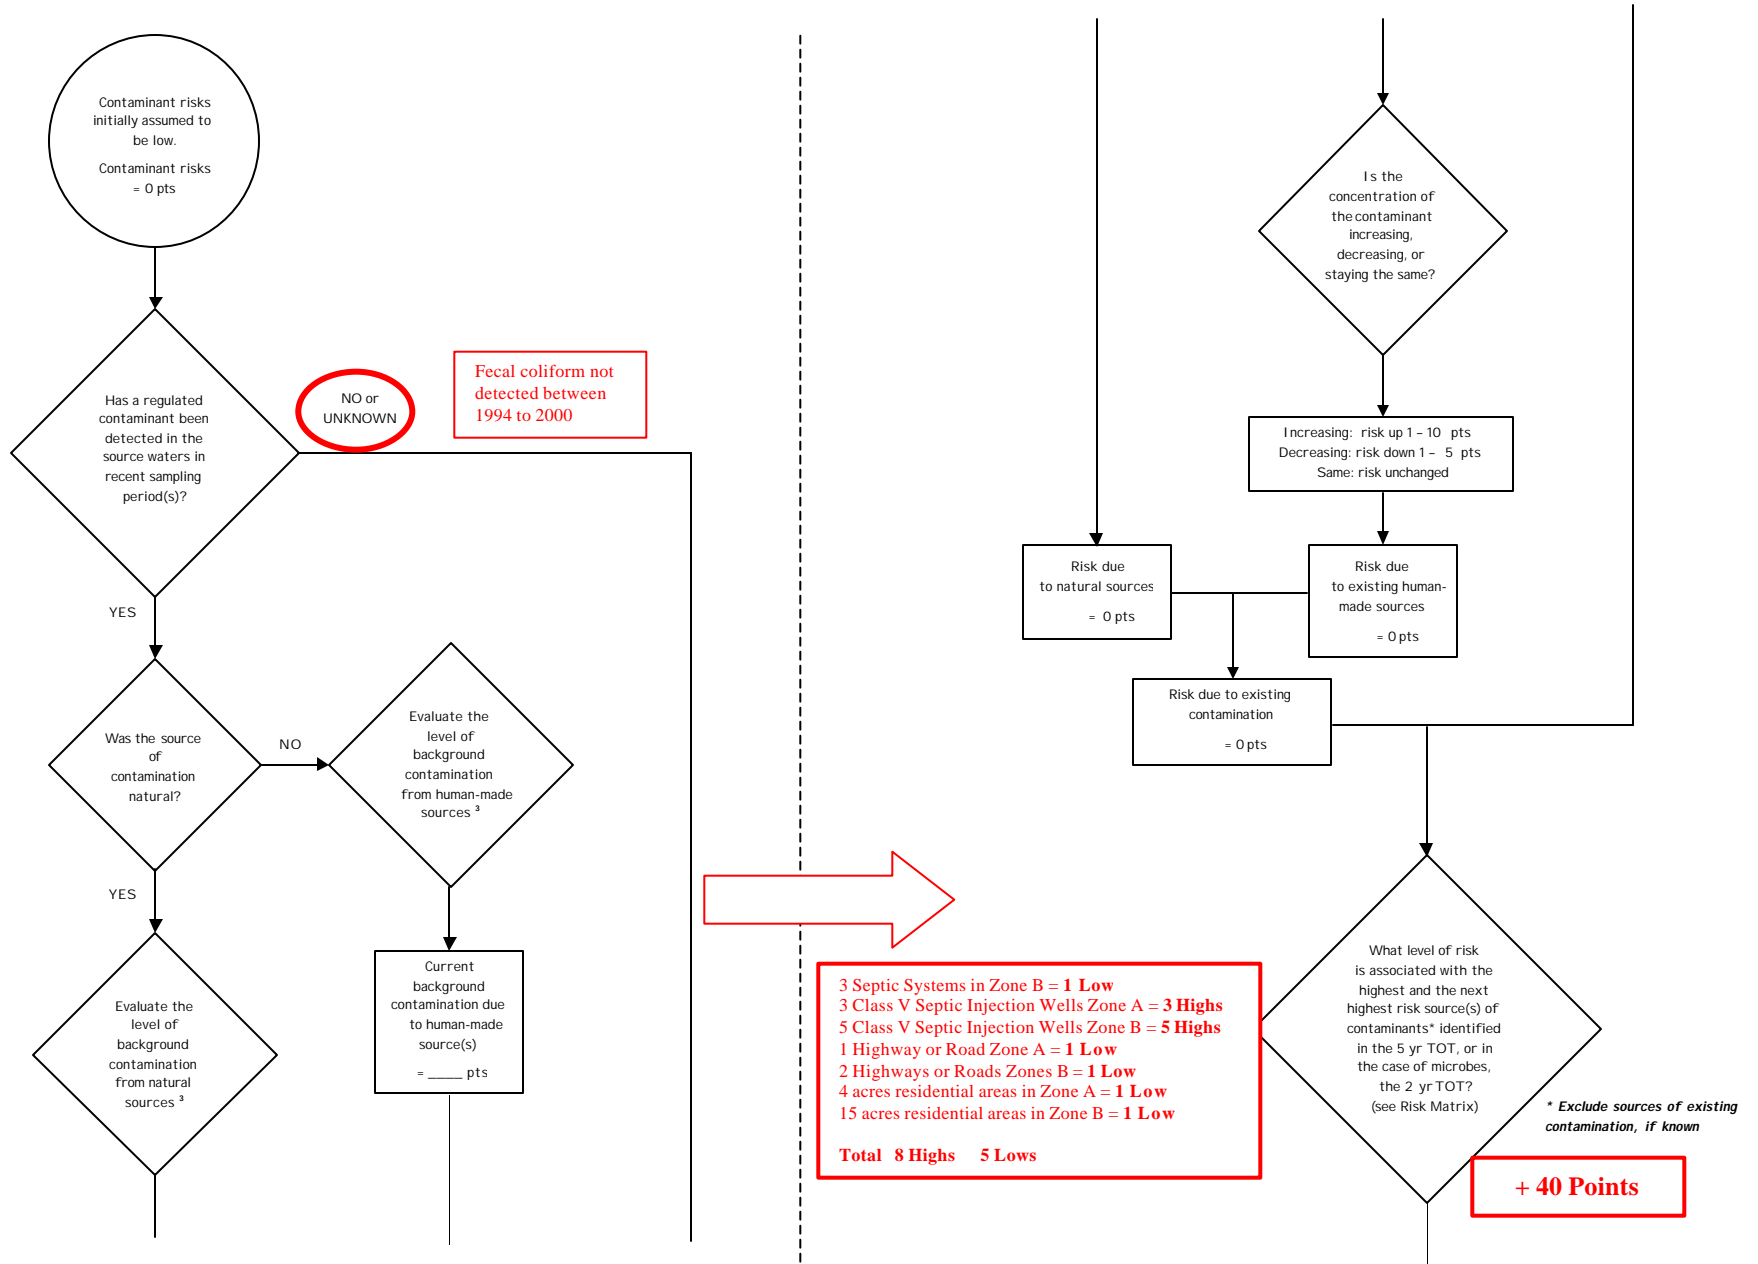 Contaminant risks
initially assumed to
be low.
Contaminant risks
= 0 pts
Has a regulated
contaminant been
detected in the
source waters in
recent sampling
period(s)?
NO or
UNKNOWN
Fecal coliform not
detected between
1994 to 2000
YES
Was the source
of
contamination
natural?
NO
Evaluate the
level of
background
contamination
from human-made
sources ³
YES
Evaluate the
level of
background
contamination
from natural
sources ³
Current
background
contamination due
to human-made
source(s)
= ____ pts
Is the
concentration of
the contaminant
increasing,
decreasing, or
staying the same?
Increasing: risk up 1 – 10 pts
Decreasing: risk down 1 – 5 pts
Same: risk unchanged
Risk due
to natural sources
= 0 pts
Risk due
to existing human-
made sources
= 0 pts
Risk due to existing
contamination
= 0 pts
3 Septic Systems in Zone B = 1 Low
3 Class V Septic Injection Wells Zone A = 3 Highs
5 Class V Septic Injection Wells Zone B = 5 Highs
1 Highway or Road Zone A = 1 Low
2 Highways or Roads Zones B = 1 Low
4 acres residential areas in Zone A = 1 Low
15 acres residential areas in Zone B = 1 Low
Total 8 Highs 5 Lows
What level of risk
is associated with the
highest and the next
highest risk source(s) of
contaminants* identified
in the 5 yr TOT, or in
the case of microbes,
the 2 yr TOT?
(see Risk Matrix)
* Exclude sources of existing
contamination, if known
+ 40 Points